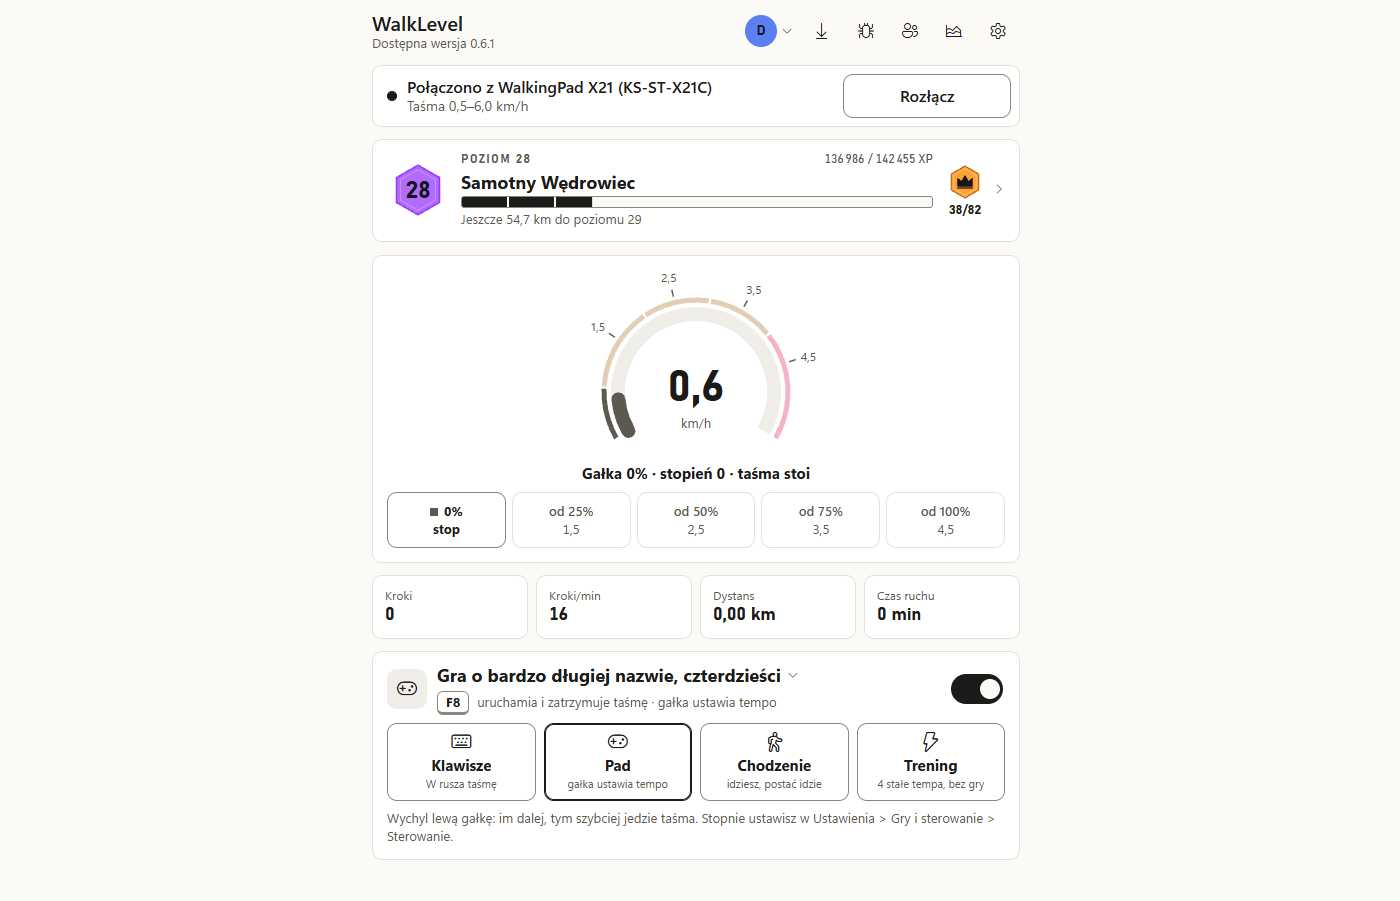 WalkLevel
Dostępna wersja 0.6.1
D
Połączono z WalkingPad X21 (KS-ST-X21C)
Taśma 0,5–6,0 km/h
Rozłącz
28
POZIOM 28
136 986 / 142 455 XP
Samotny Wędrowiec
Jeszcze 54,7 km do poziomu 29
38/82
1,5
2,5
3,5
4,5
0,6
km/h
Gałka 0% · stopień 0 · taśma stoi
0%
stop
od 25%
1,5
od 50%
2,5
od 75%
3,5
od 100%
4,5
Kroki
0
Kroki/min
16
Dystans
0,00 km
Czas ruchu
0 min
Gra o bardzo długiej nazwie, czterdzieści
F8 uruchamia i zatrzymuje taśmę · gałka ustawia tempo
Klawisze
W rusza taśmę
Pad
gałka ustawia tempo
Chodzenie
idziesz, postać idzie
Trening
4 stałe tempa, bez gry
Wychyl lewą gałkę: im dalej, tym szybciej jedzie taśma. Stopnie ustawisz w Ustawienia > Gry i sterowanie >
Sterowanie.